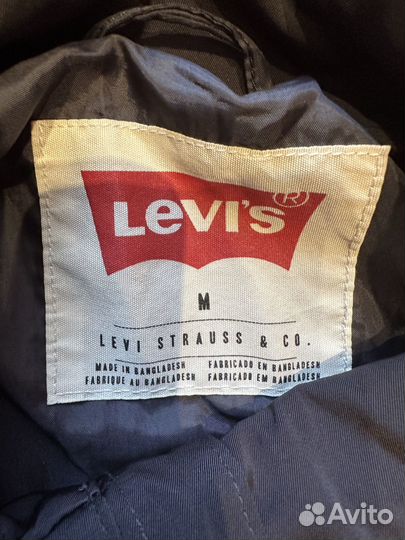 LEVI'S ®
M
LEVI STRAUSS & CO.
MADE IN BANGLADESH FABRICADO EN BANGLADESH
FABRIQUE AU BANGLADESH FABRICADO EM BANGLADESH
Avito